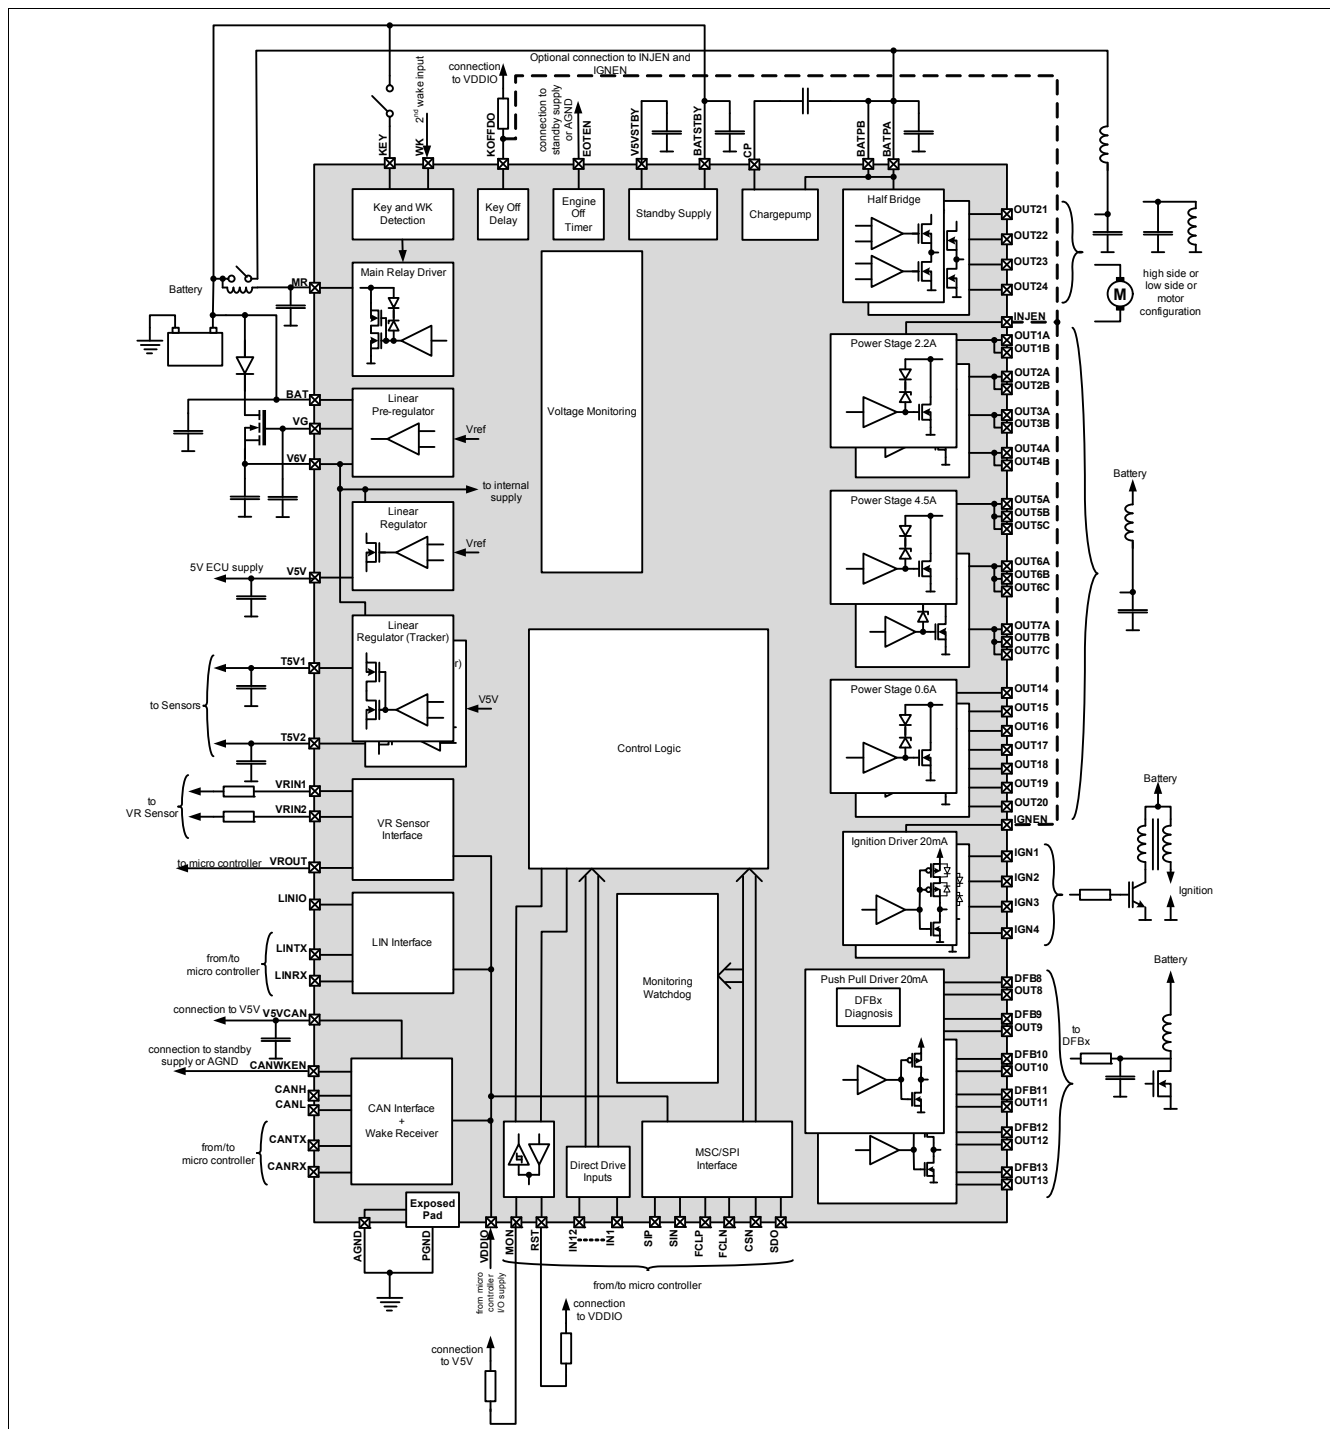 Optional connection to INJEN and
IGNEN
connection
to VDDIO
2nd wake input
connection to
standby supply
or AGND
KEY
WK
KOFFDO
EOTEN
V5VSTBY
BATSTBY
CP
BATPB
BATPA
Key and WK
Detection
Key Off
Delay
Engine
Off
Timer
Standby Supply
Chargepump
Half Bridge
OUT21
OUT22
OUT23
OUT24
high side or
low side or
motor
configuration
M
Battery
MR
Main Relay Driver
Voltage Monitoring
INJEN
Power Stage 2.2A
OUT1A
OUT1B
OUT2A
OUT2B
OUT3A
OUT3B
OUT4A
OUT4B
BAT
VG
V6V
Linear
Pre-regulator
Vref
to internal
supply
Linear
Regulator
Vref
5V ECU supply
V5V
Power Stage 4.5A
OUT5A
OUT5B
OUT5C
OUT6A
OUT6B
OUT6C
OUT7A
OUT7B
OUT7C
Battery
Linear
Regulator (Tracker)
r)
V5V
T5V1
to Sensors
T5V2
Control Logic
Power Stage 0.6A
OUT14
OUT15
OUT16
OUT17
OUT18
OUT19
OUT20
IGNEN
VRIN1
to
VR Sensor
VRIN2
VR Sensor
Interface
to micro controller
VROUT
Ignition Driver 20mA
IGN1
IGN2
IGN3
IGN4
Battery
Ignition
LINIO
LIN Interface
LINTX
from/to
micro controller
LINRX
Monitoring
Watchdog
Push Pull Driver 20mA
DFBx
Diagnosis
DFB8
OUT8
DFB9
OUT9
DFB10
OUT10
DFB11
OUT11
DFB12
OUT12
DFB13
OUT13
Battery
to
DFBx
connection to V5V
V5VCAN
connection to standby
supply or AGND
CANWKEN
CANH
CANL
CANTX
from/to
micro controller
CANRX
CAN Interface
+
Wake Receiver
Direct Drive
Inputs
MSC/SPI
Interface
Exposed
Pad
AGND
PGND
VDDIO
MON
RST
IN12
IN1
SIP
SIN
FCLP
FCLN
CSN
SDO
from micro
controller
I/O supply
from/to micro controller
connection
to VDDIO
connection
to V5V